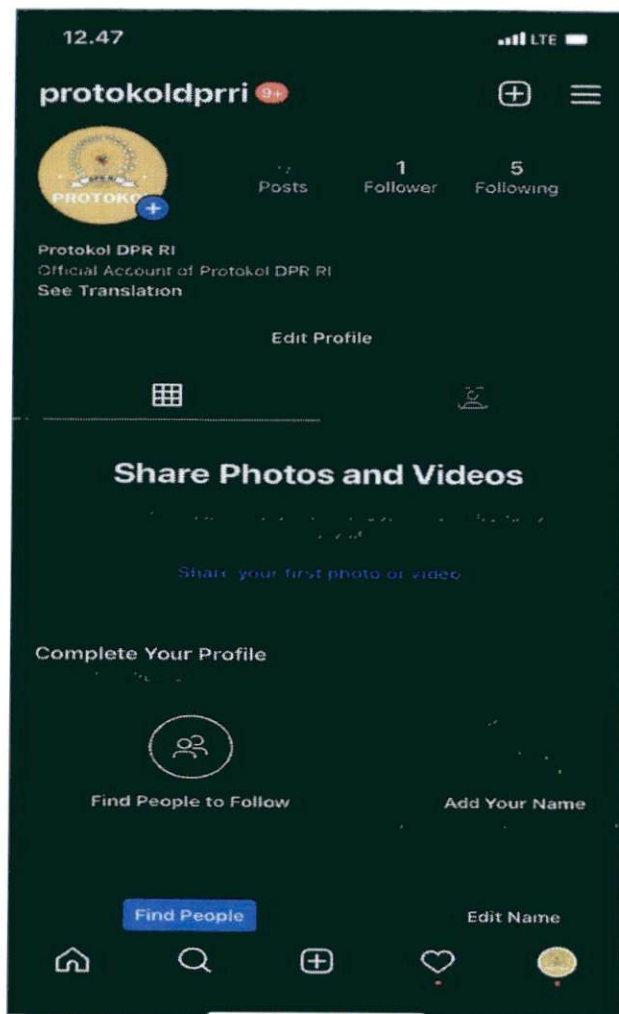 12.47
LTE
protokoldprri 9+
PROTOKO
1 5
Posts Follower Following
Protokol DPR RI
Official Account of Protokol DPR RI
See Translation
Edit Profile
Share Photos and Videos
Share your first photo or video
Complete Your Profile
Find People to Follow
Add Your Name
Find People
Edit Name